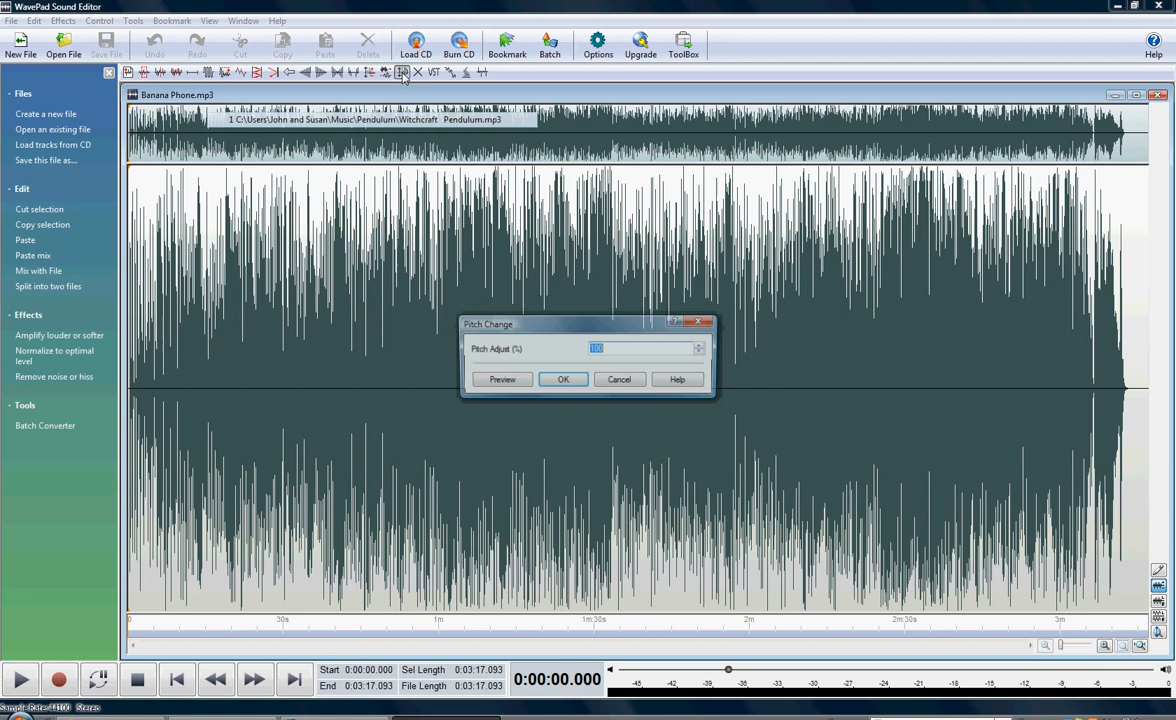 WavePad Sound Editor
File Edit Effects Control Tools Bookmark View Window Help
New File Open File Save File Undo Redo Cut Copy Paste Delete Load CD Burn CD Bookmark Batch Options Upgrade ToolBox Help
VST
Banana Phone.mp3
1 C:\Users\John and Susan\Music\Pendulum\Witchcraft Pendulum.mp3
- Files
Create a new file
Open an existing file
Load tracks from CD
Save this file as...
- Edit
Cut selection
Copy selection
Paste
Paste mix
Mix with File
Split into two files
- Effects
Amplify louder or softer
Normalize to optimal
level
Remove noise or hiss
- Tools
Batch Converter
Pitch Change
Pitch Adjust (%) 100
Preview OK Cancel Help
0 30s 1m 1m:30s 2m 2m:30s 3m
Start 0:00:00.000 Sel Length 0:03:17.093
End 0:03:17.093 File Length 0:03:17.093
0:00:00.000
-45 -42 -39 -36 -33 -30 -27 -24 -21 -18 -15 -12 -9 -6 -3 0
Sample Rate:44100 Stereo